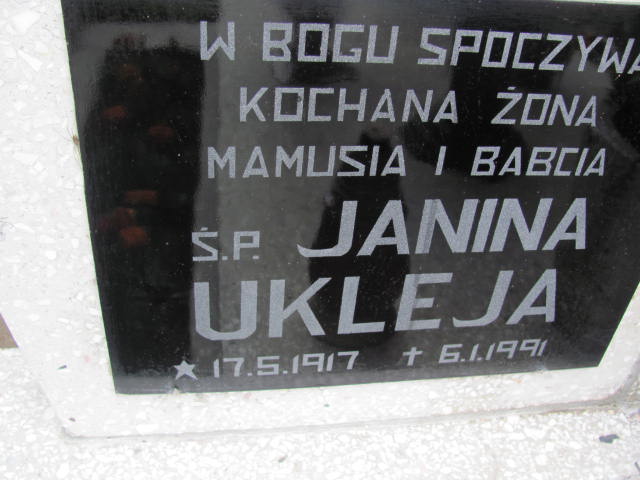 W BOGU SPOCZYWA
KOCHANA ŻONA
MAMUSIA I BABCIA
Ś.P. JANINA
UKLEJA
★ 17.5.1917 † 6.1.1991